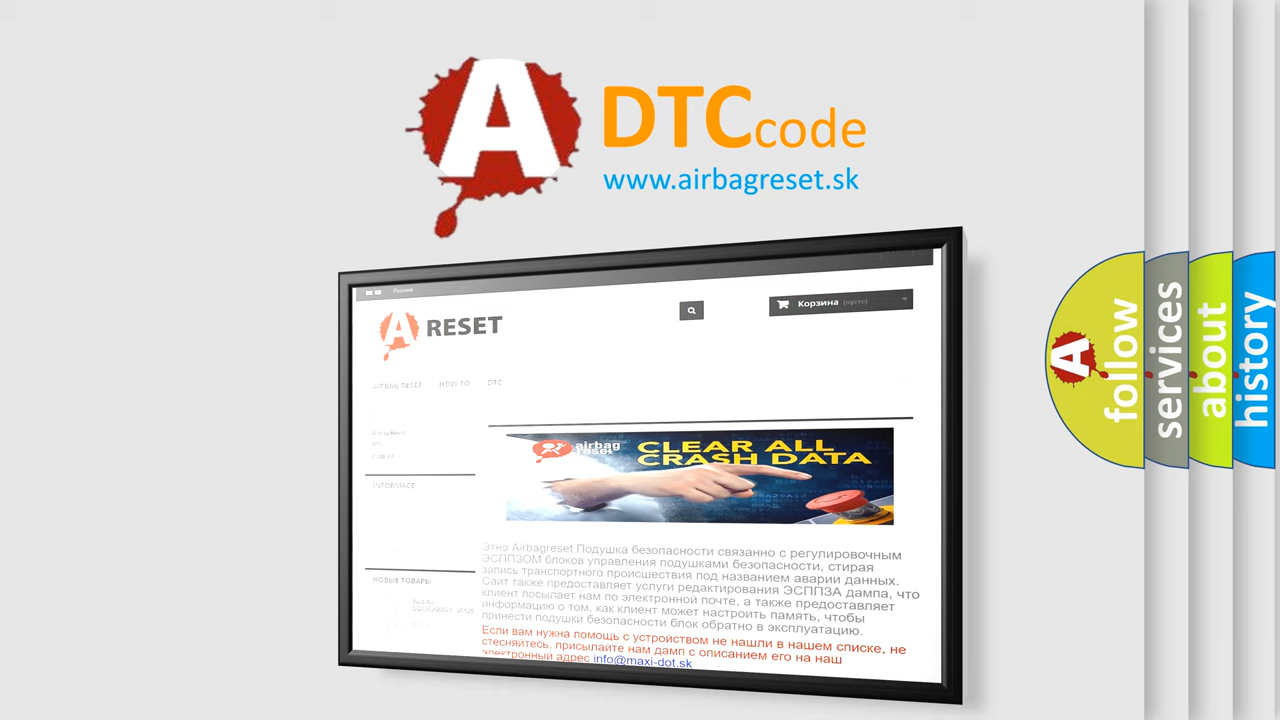 A
DTCcode
www.airbagreset.sk
Русский
A RESET
Корзина (пусто)
AIRBAG RESET HOW TO DTC
DTC
INFORMACE
airbag
reset
CLEAR ALL
CRASH DATA
Этно Airbagreset Подушка безопасности связанно с регулировочным
ЭСППЗОМ блоков управления подушками безопасности, стирая
запись транспортного происшествия под названием аварии данных.
Сайт также предоставляет услуги редактирования ЭСППЗА дампа, что
клиент посылает нам по электронной почте, а также предоставляет
информацию о том, как клиент может настроить память, чтобы
принести подушки безопасности блок обратно в эксплуатацию.
Если вам нужна помощь с устройством не нашли в нашем списке, не
стесняйтесь, присылайте нам дамп с описанием его на наш
электронный адрес info@maxi-dot.sk
НОВЫЕ ТОВАРЫ
A
follow
services
about
history